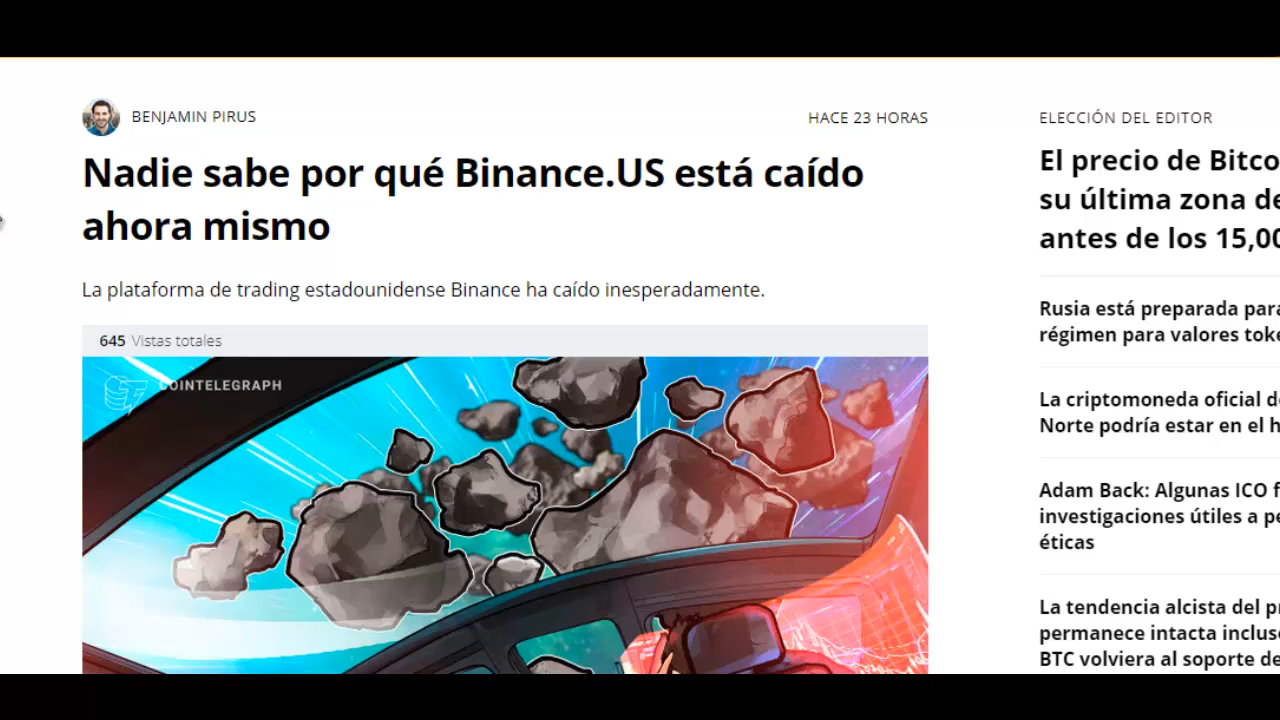 BENJAMIN PIRUS
HACE 23 HORAS
Nadie sabe por qué Binance.US está caído
ahora mismo
La plataforma de trading estadounidense Binance ha caído inesperadamente.
645 Vistas totales
COINTELEGRAPH
ELECCIÓN DEL EDITOR
El precio de Bitco
su última zona de
antes de los 15,00
Rusia está preparada para
régimen para valores toke
La criptomoneda oficial de
Norte podría estar en el h
Adam Back: Algunas ICO f
investigaciones útiles a pe
éticas
La tendencia alcista del pr
permanece intacta incluso
BTC volviera al soporte de